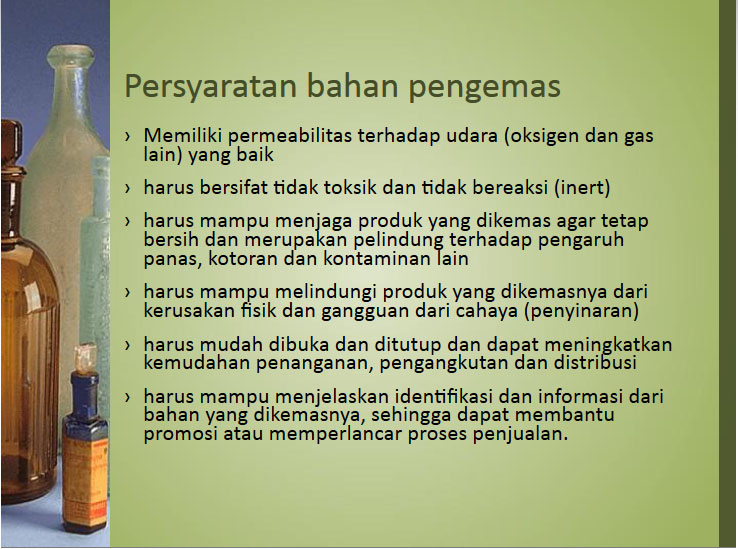 Persyaratan bahan pengemas
› Memiliki permeabilitas terhadap udara (oksigen dan gas
lain) yang baik
› harus bersifat tidak toksik dan tidak bereaksi (inert)
› harus mampu menjaga produk yang dikemas agar tetap
bersih dan merupakan pelindung terhadap pengaruh
panas, kotoran dan kontaminan lain
› harus mampu melindungi produk yang dikemasnya dari
kerusakan fisik dan gangguan dari cahaya (penyinaran)
› harus mudah dibuka dan ditutup dan dapat meningkatkan
kemudahan penanganan, pengangkutan dan distribusi
› harus mampu menjelaskan identifikasi dan informasi dari
bahan yang dikemasnya, sehingga dapat membantu
promosi atau memperlancar proses penjualan.